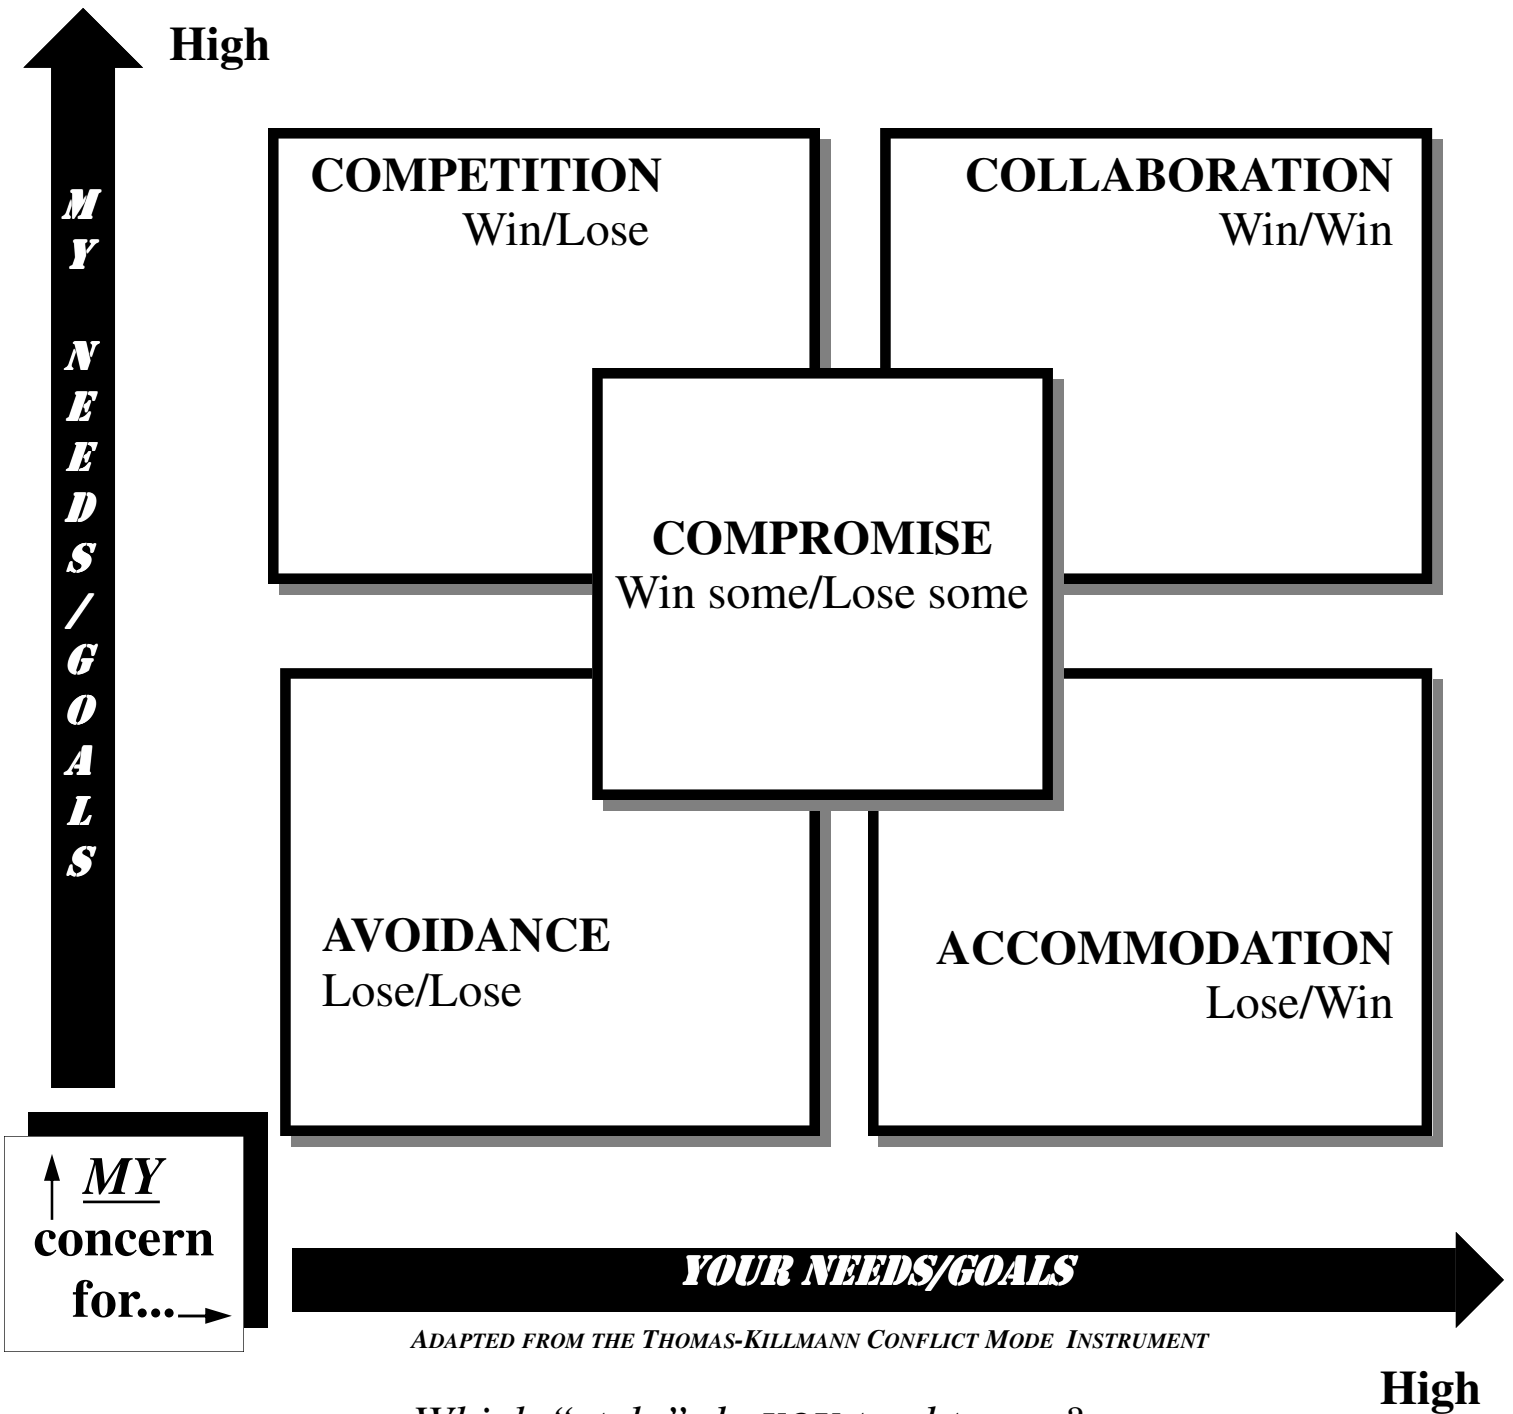 High
MY NEEDS/GOALS
COMPETITION
Win/Lose
COLLABORATION
Win/Win
COMPROMISE
Win some/Lose some
AVOIDANCE
Lose/Lose
ACCOMMODATION
Lose/Win
MY
concern
for...
YOUR NEEDS/GOALS
ADAPTED FROM THE THOMAS-KILLMANN CONFLICT MODE INSTRUMENT
High